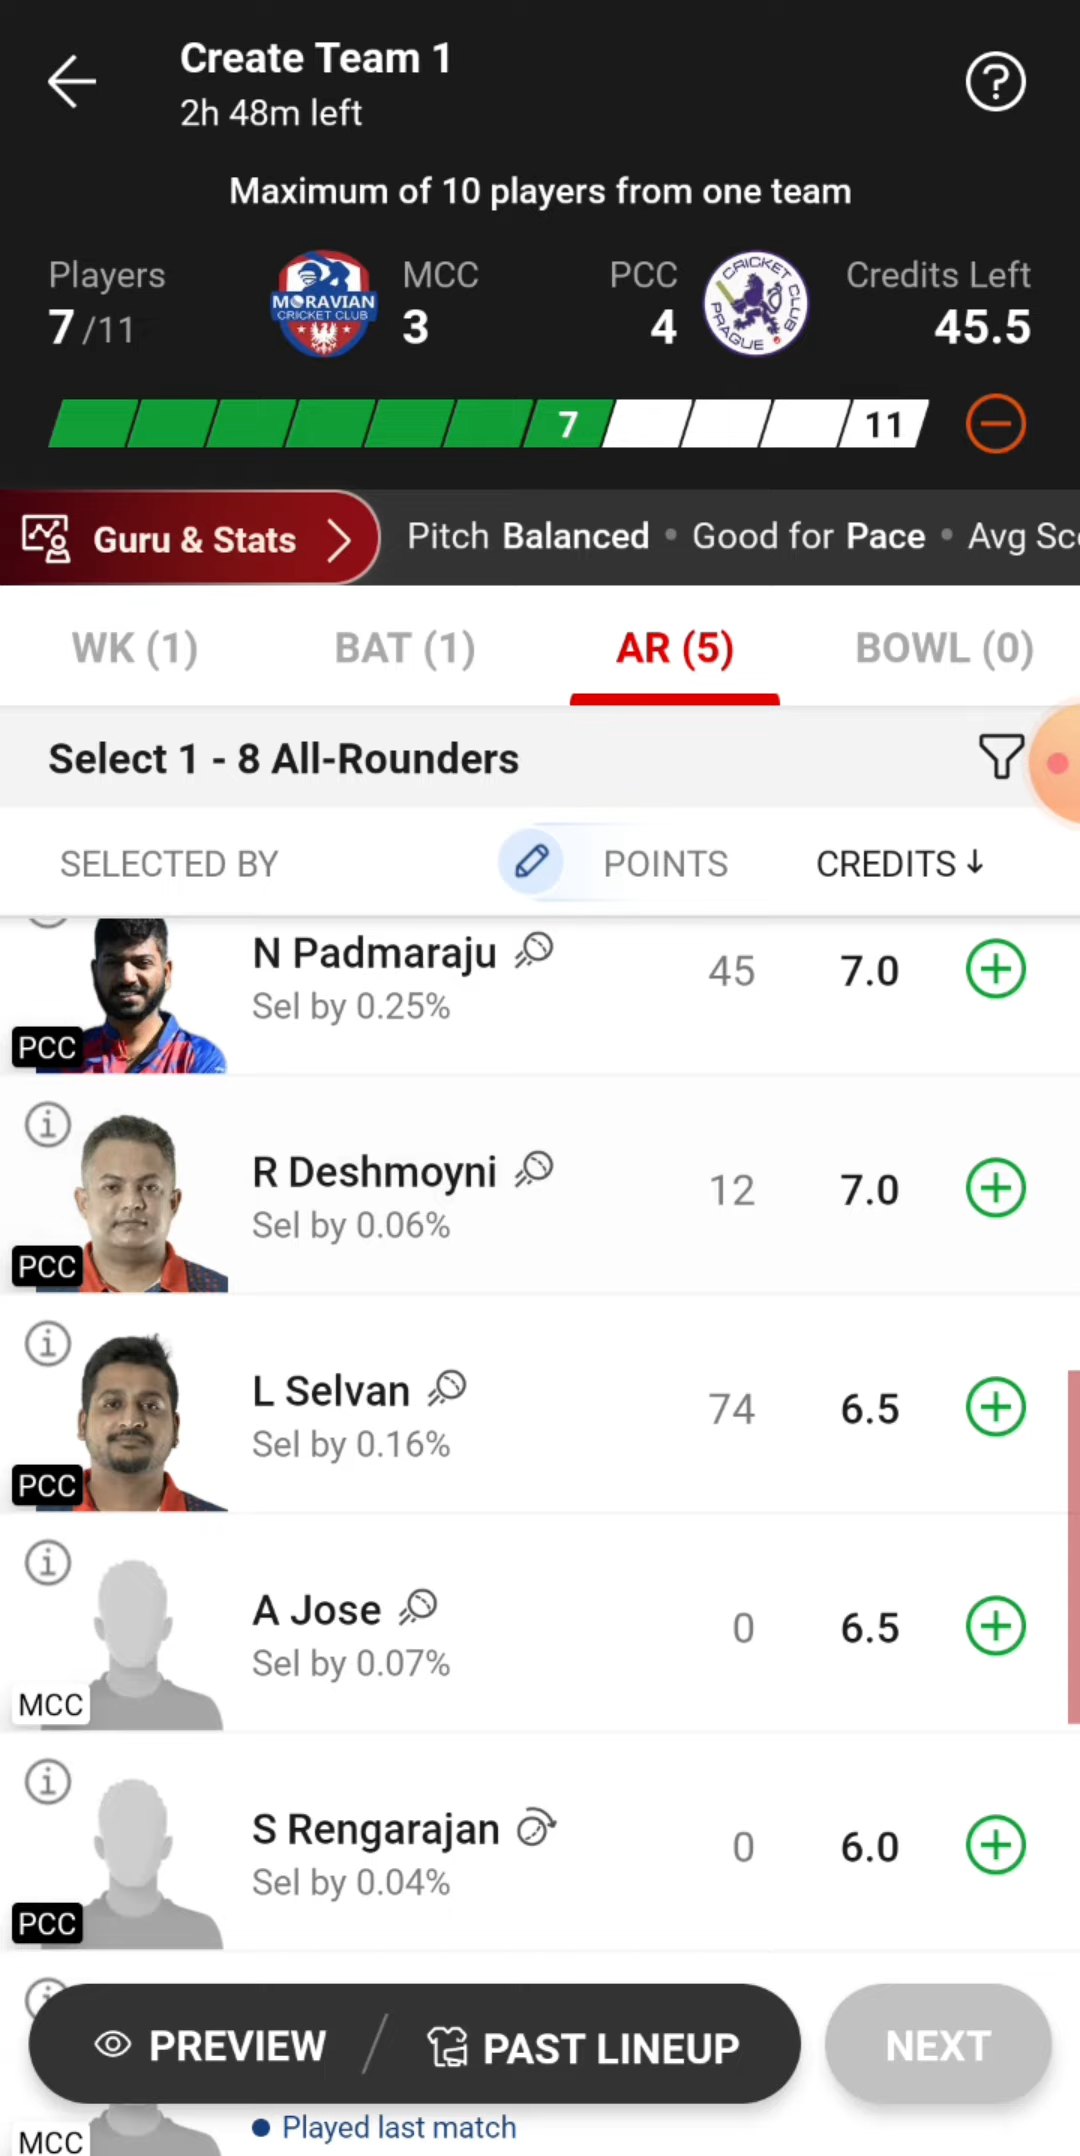 Create Team 1
2h 48m left
Maximum of 10 players from one team
Players
7/11
MORAVIAN
CRICKET CLUB
MCC
3
PCC
4
CRICKET CLUB
PRAGUE
Credits Left
45.5
7
11
Guru & Stats
Pitch Balanced • Good for Pace • Avg Sc
WK (1)
BAT (1)
AR (5)
BOWL (0)
Select 1 - 8 All-Rounders
SELECTED BY
POINTS
CREDITS ↓
N Padmaraju
45
7.0
Sel by 0.25%
PCC
R Deshmoyni
12
7.0
Sel by 0.06%
PCC
L Selvan
74
6.5
Sel by 0.16%
PCC
A Jose
0
6.5
Sel by 0.07%
MCC
S Rengarajan
0
6.0
Sel by 0.04%
PCC
PREVIEW / PAST LINEUP
NEXT
• Played last match
MCC